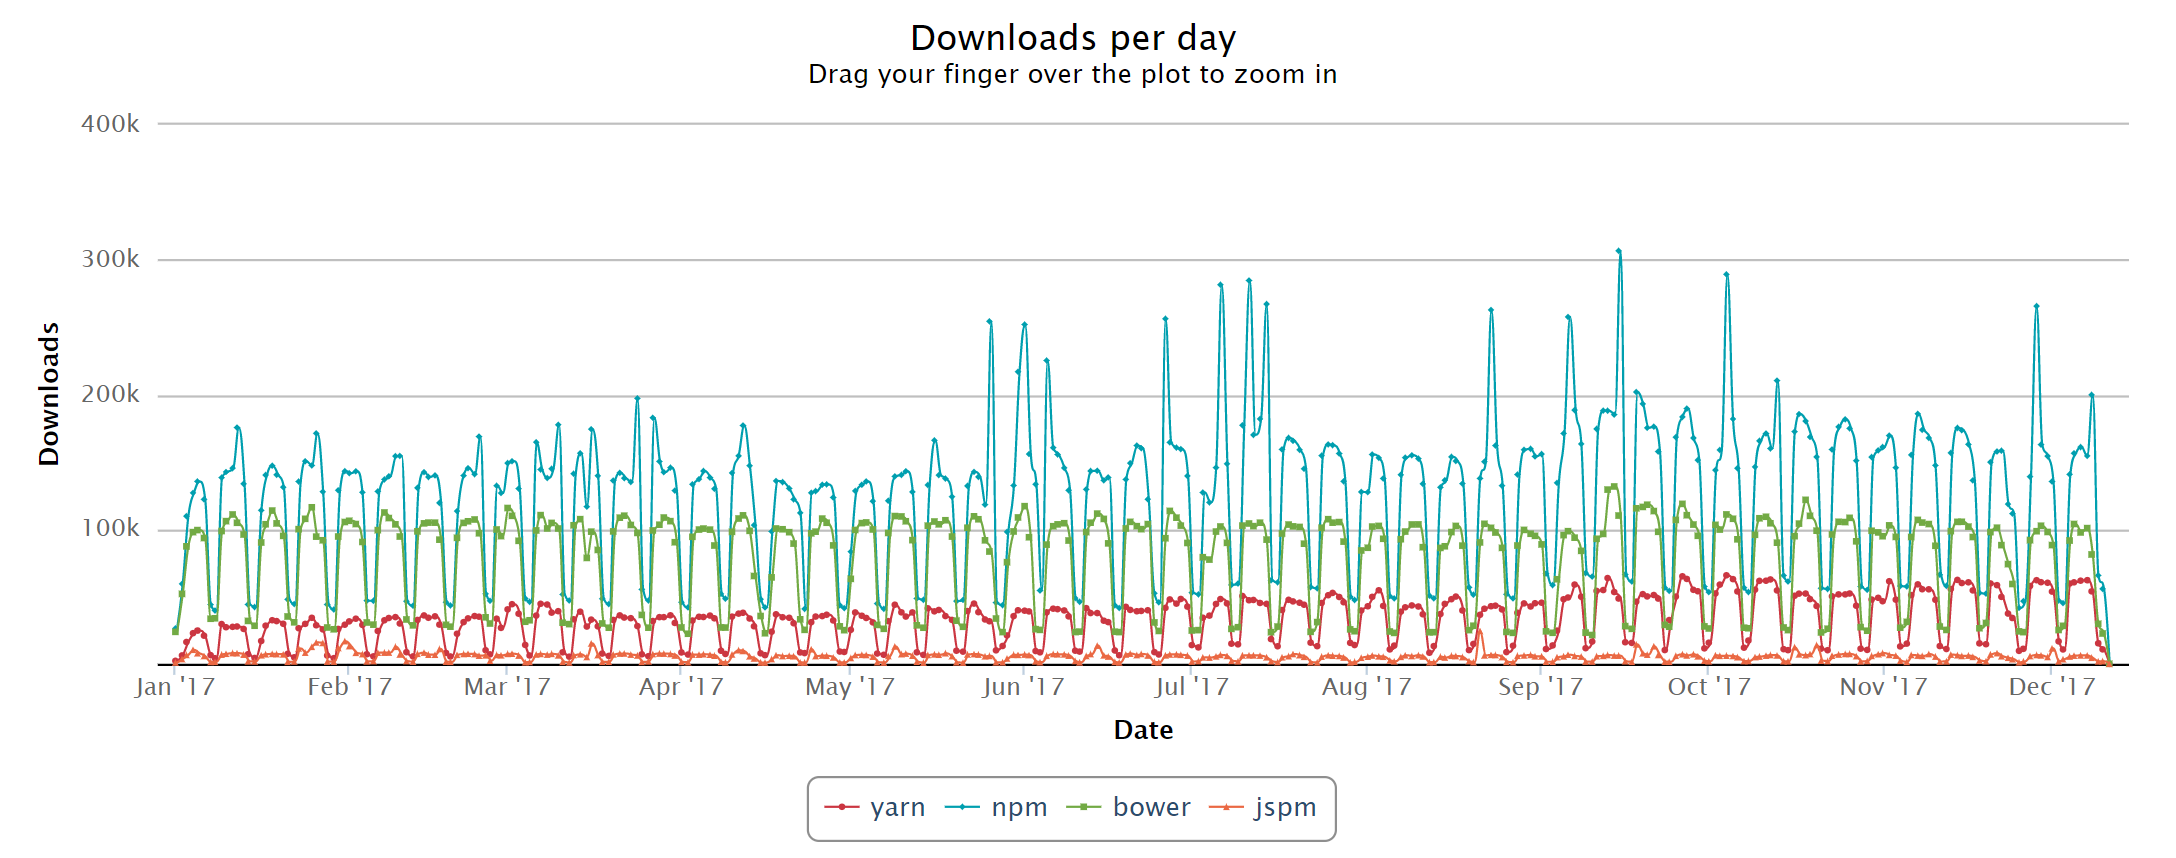 Downloads per day
Drag your finger over the plot to zoom in
400k
300k
200k
100k
Downloads
Jan '17 Feb '17 Mar '17 Apr '17 May '17 Jun '17 Jul '17 Aug '17 Sep '17 Oct '17 Nov '17 Dec '17
Date
yarn npm bower jspm